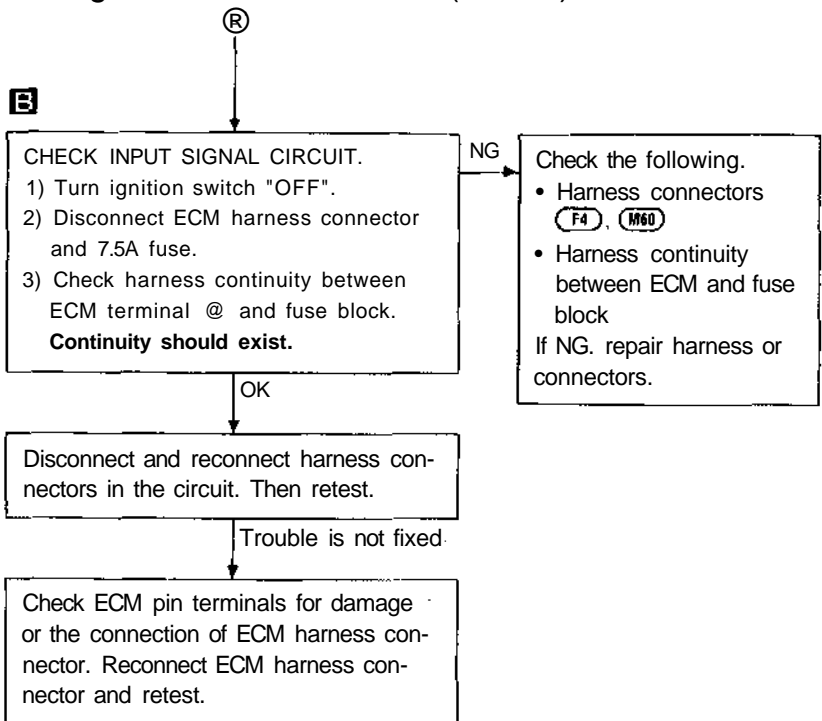 ®
B
CHECK INPUT SIGNAL CIRCUIT.
1) Turn ignition switch "OFF".
2) Disconnect ECM harness connector
and 7.5A fuse.
3) Check harness continuity between
ECM terminal @ and fuse block.
Continuity should exist.
NG
Check the following.
• Harness connectors
F4, M60
• Harness continuity
between ECM and fuse
block
If NG. repair harness or
connectors.
OK
Disconnect and reconnect harness con-
nectors in the circuit. Then retest.
Trouble is not fixed
Check ECM pin terminals for damage
or the connection of ECM harness con-
nector. Reconnect ECM harness con-
nector and retest.